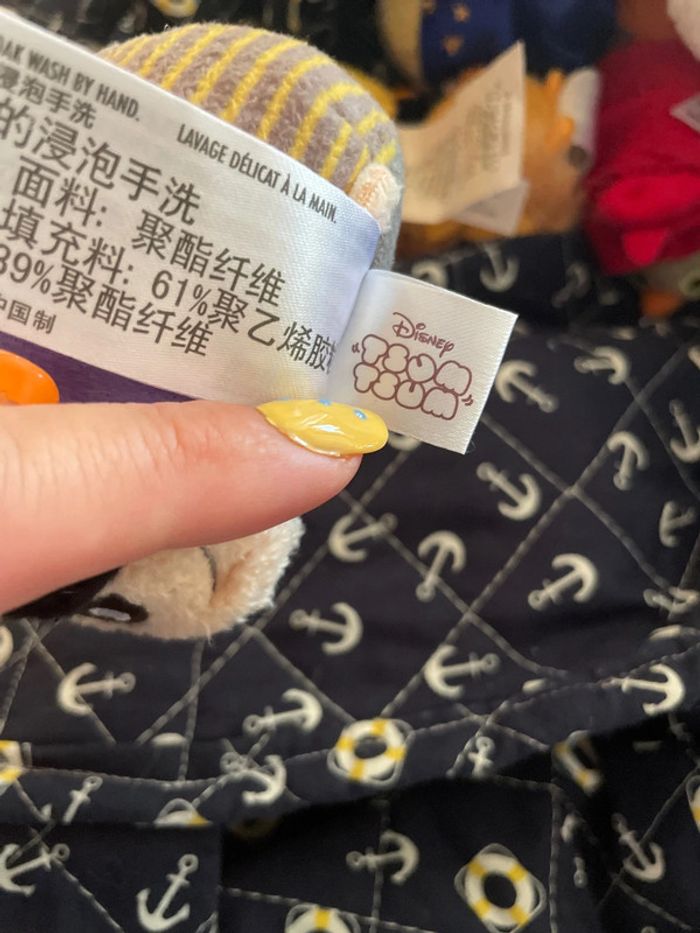 OAK WASH BY HAND.
浸泡手洗
LAVAGE DÉLICAT À LA MAIN.
的浸泡手洗
面料: 聚酯纤维
填充料: 61%聚乙烯胶
39%聚酯纤维
中国制
Disney
"TSUM
TSUM"